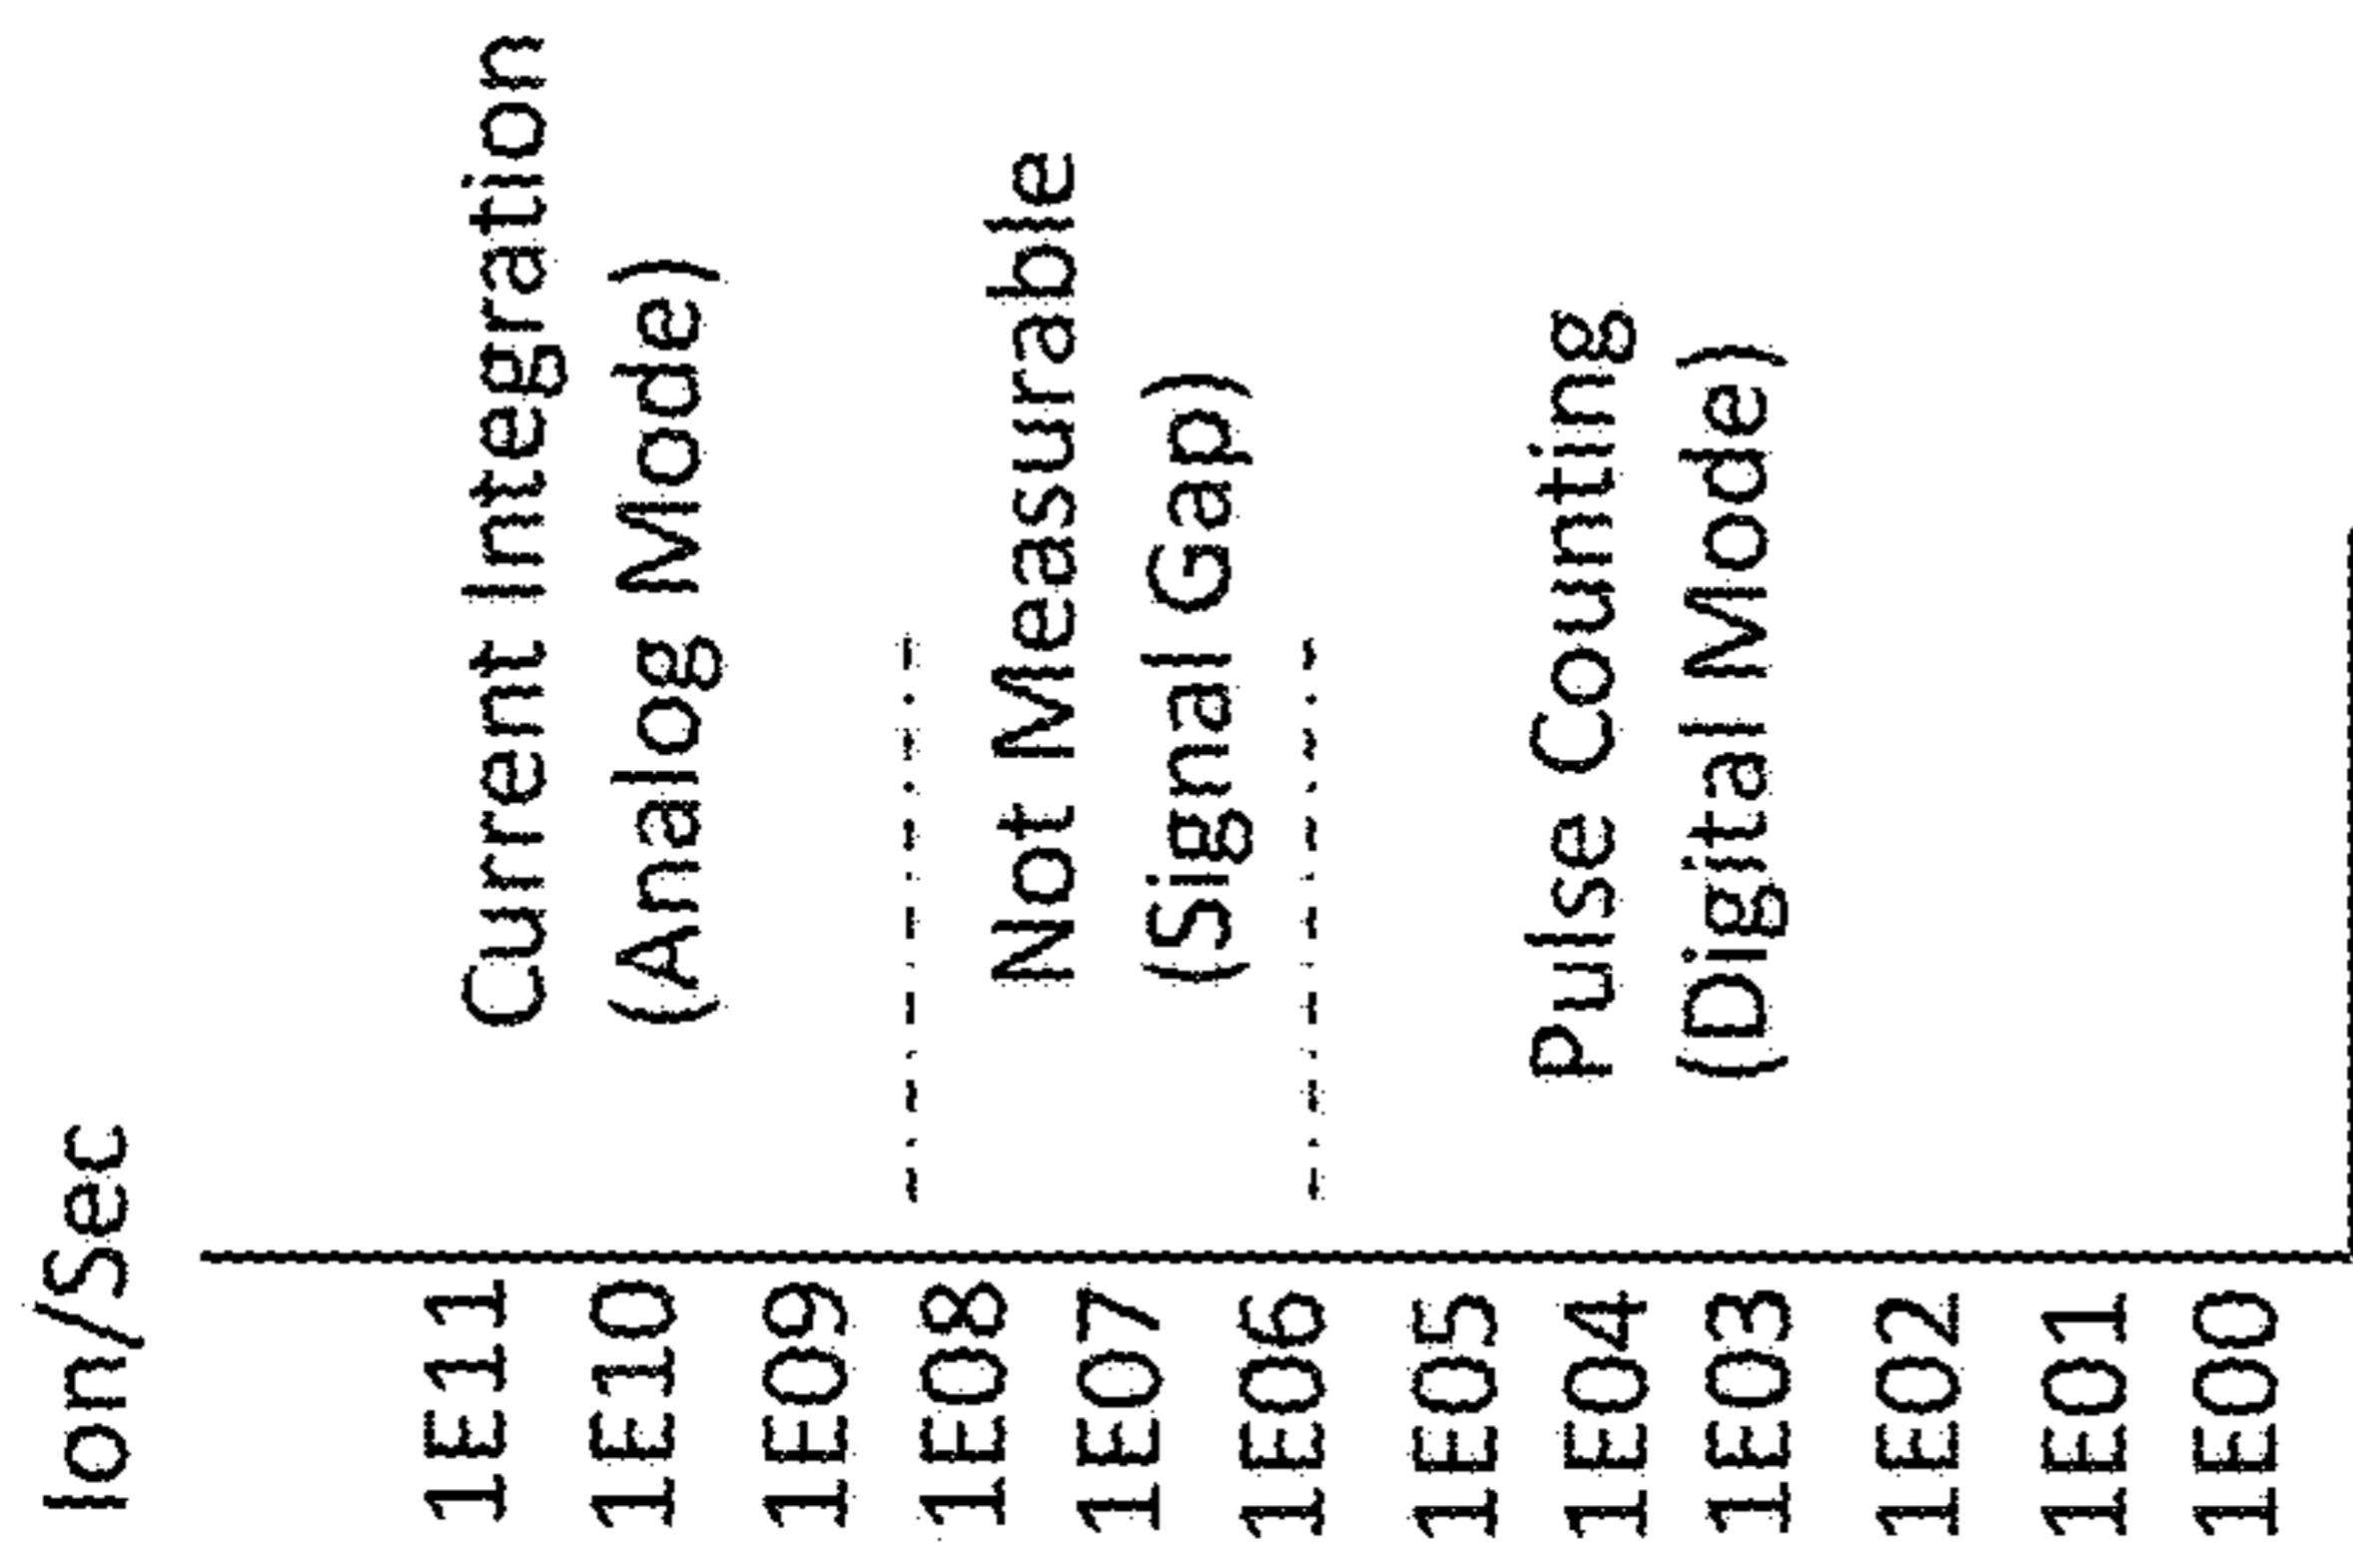 Ion/Sec
1E11
Current Integration
1E10
(Analog Mode)
1E09
1E08
Not Measurable
1E07
(Signal Gap)
1E06
1E05
Pulse Counting
1E04
(Digital Mode)
1E03
1E02
1E01
1E00